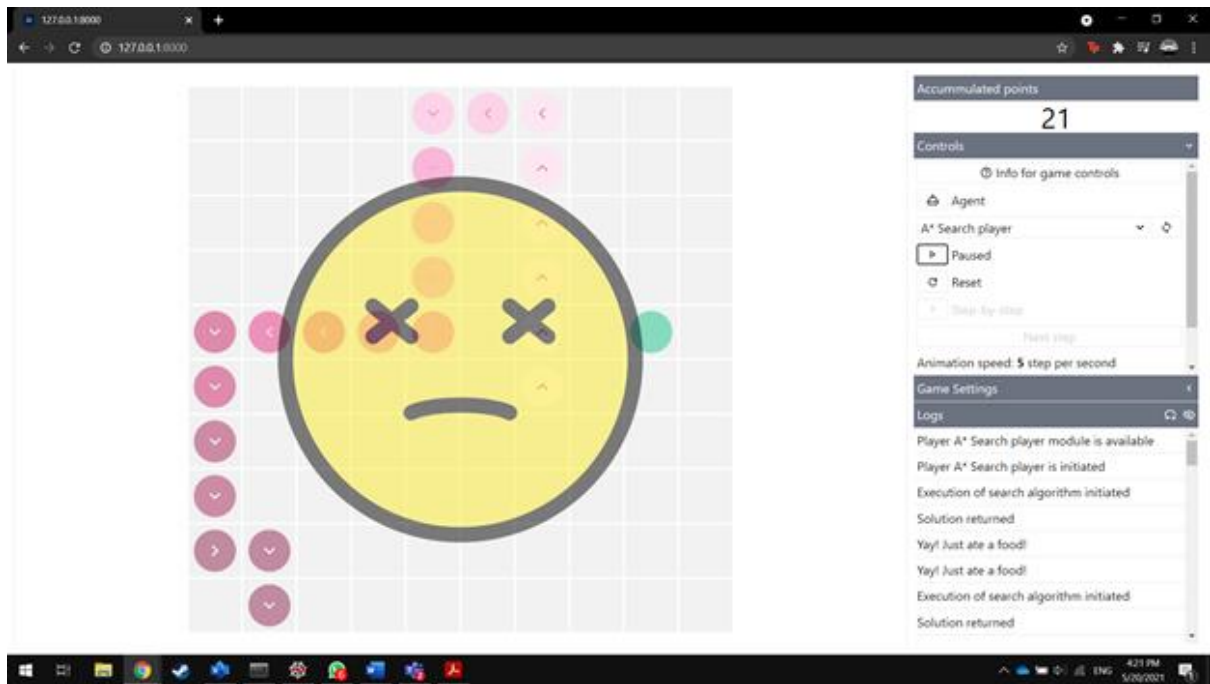 127.0.0.1:8000
127.0.0.1:8000
Accummulated points
21
Controls
Info for game controls
Agent
A* Search player
Paused
Reset
Step-by-step
Next step
Animation speed: 5 step per second
Game Settings
Logs
Player A* Search player module is available
Player A* Search player is initiated
Execution of search algorithm initiated
Solution returned
Yay! Just ate a food!
Yay! Just ate a food!
Execution of search algorithm initiated
Solution returned
ENG
4:21 PM
5/20/2021